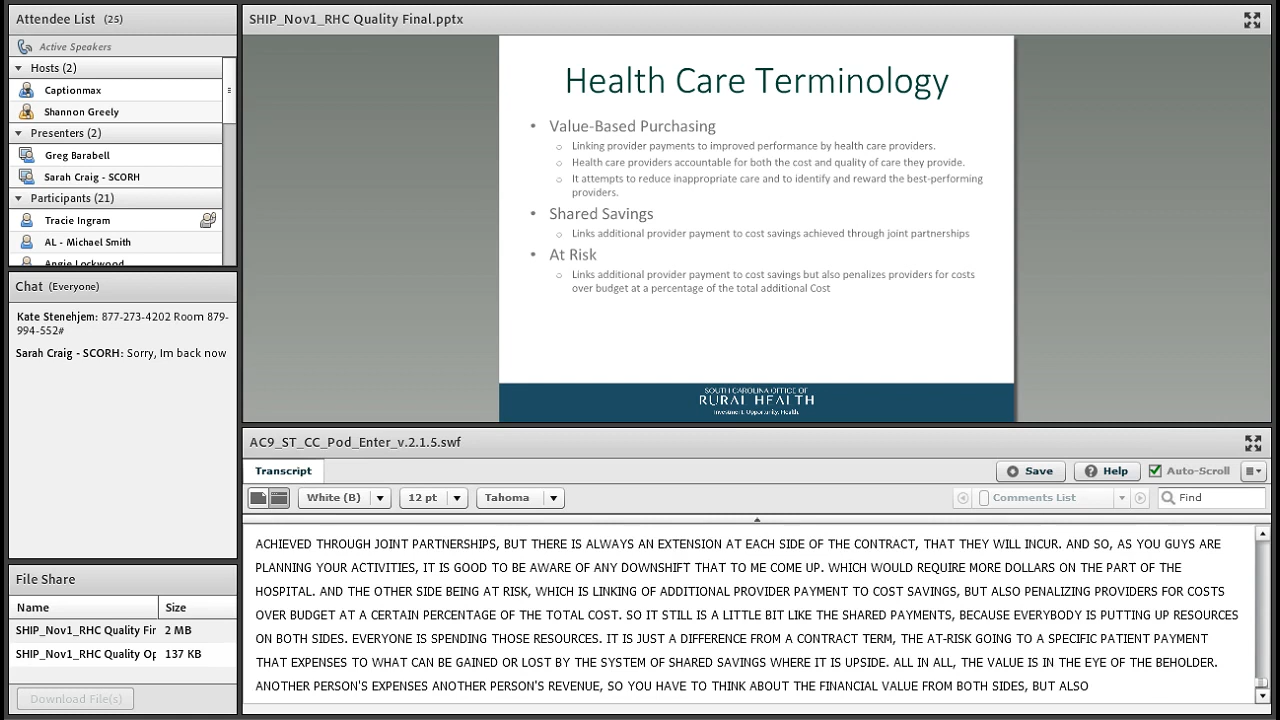 Attendee List (25)
Active Speakers
Hosts (2)
Captionmax
Shannon Greely
Presenters (2)
Greg Barabell
Sarah Craig - SCORH
Participants (21)
Tracie Ingram
AL - Michael Smith
Angie Lockwood
Chat (Everyone)
Kate Stenehjem: 877-273-4202 Room 879-
994-552#
Sarah Craig - SCORH: Sorry, Im back now
File Share
Name Size
SHIP_Nov1_RHC Quality Fir 2 MB
SHIP_Nov1_RHC Quality Op 137 KB
Download File(s)
SHIP_Nov1_RHC Quality Final.pptx
Health Care Terminology
• Value-Based Purchasing
o Linking provider payments to improved performance by health care providers.
o Health care providers accountable for both the cost and quality of care they provide.
o It attempts to reduce inappropriate care and to identify and reward the best-performing
providers.
• Shared Savings
o Links additional provider payment to cost savings achieved through joint partnerships
• At Risk
o Links additional provider payment to cost savings but also penalizes providers for costs
over budget at a percentage of the total additional Cost
SOUTH CAROLINA OFFICE OF
RURAL HEALTH
Investment. Opportunity. Health.
AC9_ST_CC_Pod_Enter_v.2.1.5.swf
Transcript Save Help Auto-Scroll
White (B) 12 pt Tahoma Comments List Find
ACHIEVED THROUGH JOINT PARTNERSHIPS, BUT THERE IS ALWAYS AN EXTENSION AT EACH SIDE OF THE CONTRACT, THAT THEY WILL INCUR. AND SO, AS YOU GUYS ARE
PLANNING YOUR ACTIVITIES, IT IS GOOD TO BE AWARE OF ANY DOWNSHIFT THAT TO ME COME UP. WHICH WOULD REQUIRE MORE DOLLARS ON THE PART OF THE
HOSPITAL. AND THE OTHER SIDE BEING AT RISK, WHICH IS LINKING OF ADDITIONAL PROVIDER PAYMENT TO COST SAVINGS, BUT ALSO PENALIZING PROVIDERS FOR COSTS
OVER BUDGET AT A CERTAIN PERCENTAGE OF THE TOTAL COST. SO IT STILL IS A LITTLE BIT LIKE THE SHARED PAYMENTS, BECAUSE EVERYBODY IS PUTTING UP RESOURCES
ON BOTH SIDES. EVERYONE IS SPENDING THOSE RESOURCES. IT IS JUST A DIFFERENCE FROM A CONTRACT TERM, THE AT-RISK GOING TO A SPECIFIC PATIENT PAYMENT
THAT EXPENSES TO WHAT CAN BE GAINED OR LOST BY THE SYSTEM OF SHARED SAVINGS WHERE IT IS UPSIDE. ALL IN ALL, THE VALUE IS IN THE EYE OF THE BEHOLDER.
ANOTHER PERSON'S EXPENSES ANOTHER PERSON'S REVENUE, SO YOU HAVE TO THINK ABOUT THE FINANCIAL VALUE FROM BOTH SIDES, BUT ALSO